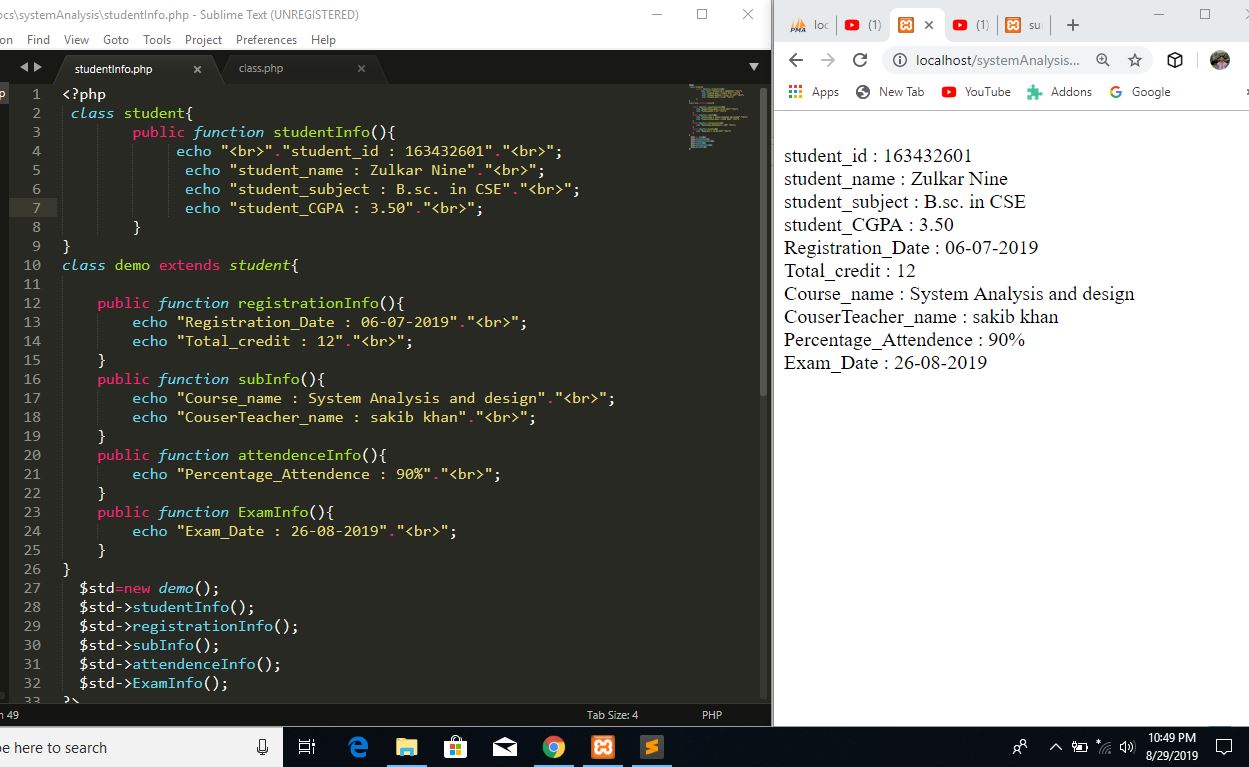 ocs\systemAnalysis\studentInfo.php - Sublime Text (UNREGISTERED)
on Find View Goto Tools Project Preferences Help
studentInfo.php class.php
1 <?php
2 class student{
3 public function studentInfo(){
4 echo "<br>"."student_id : 163432601"."<br>";
5 echo "student_name : Zulkar Nine"."<br>";
6 echo "student_subject : B.sc. in CSE"."<br>";
7 echo "student_CGPA : 3.50"."<br>";
8 }
9 }
10 class demo extends student{
11
12 public function registrationInfo(){
13 echo "Registration_Date : 06-07-2019"."<br>";
14 echo "Total_credit : 12"."<br>";
15 }
16 public function subInfo(){
17 echo "Course_name : System Analysis and design"."<br>";
18 echo "CouserTeacher_name : sakib khan"."<br>";
19 }
20 public function attendenceInfo(){
21 echo "Percentage_Attendence : 90%"."<br>";
22 }
23 public function ExamInfo(){
24 echo "Exam_Date : 26-08-2019"."<br>";
25 }
26 }
27 $std=new demo();
28 $std->studentInfo();
29 $std->registrationInfo();
30 $std->subInfo();
31 $std->attendenceInfo();
32 $std->ExamInfo();
33 ?>
n 49 Tab Size: 4 PHP
PMA loc (1) (1) su
localhost/systemAnalysis...
Apps New Tab YouTube Addons Google
student_id : 163432601
student_name : Zulkar Nine
student_subject : B.sc. in CSE
student_CGPA : 3.50
Registration_Date : 06-07-2019
Total_credit : 12
Course_name : System Analysis and design
CouserTeacher_name : sakib khan
Percentage_Attendence : 90%
Exam_Date : 26-08-2019
pe here to search
10:49 PM
8/29/2019